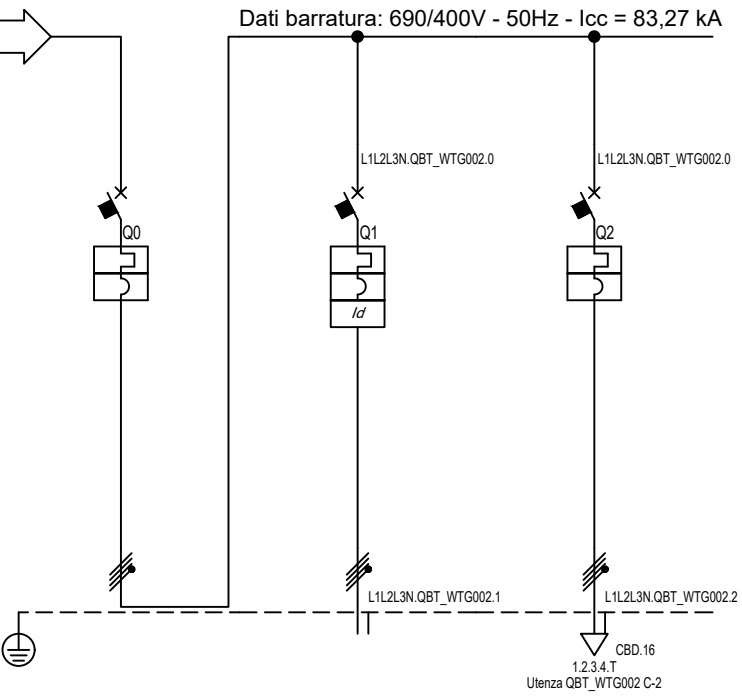 Dati barratura: 690/400V - 50Hz - Icc = 83,27 kA
L1L2L3N.QBT_WTG002.0
L1L2L3N.QBT_WTG002.0
Q0
Q1
Q2
Id
L1L2L3N.QBT_WTG002.1
L1L2L3N.QBT_WTG002.2
CBD.16
1.2.3.4.T
Utenza QBT_WTG002 C-2